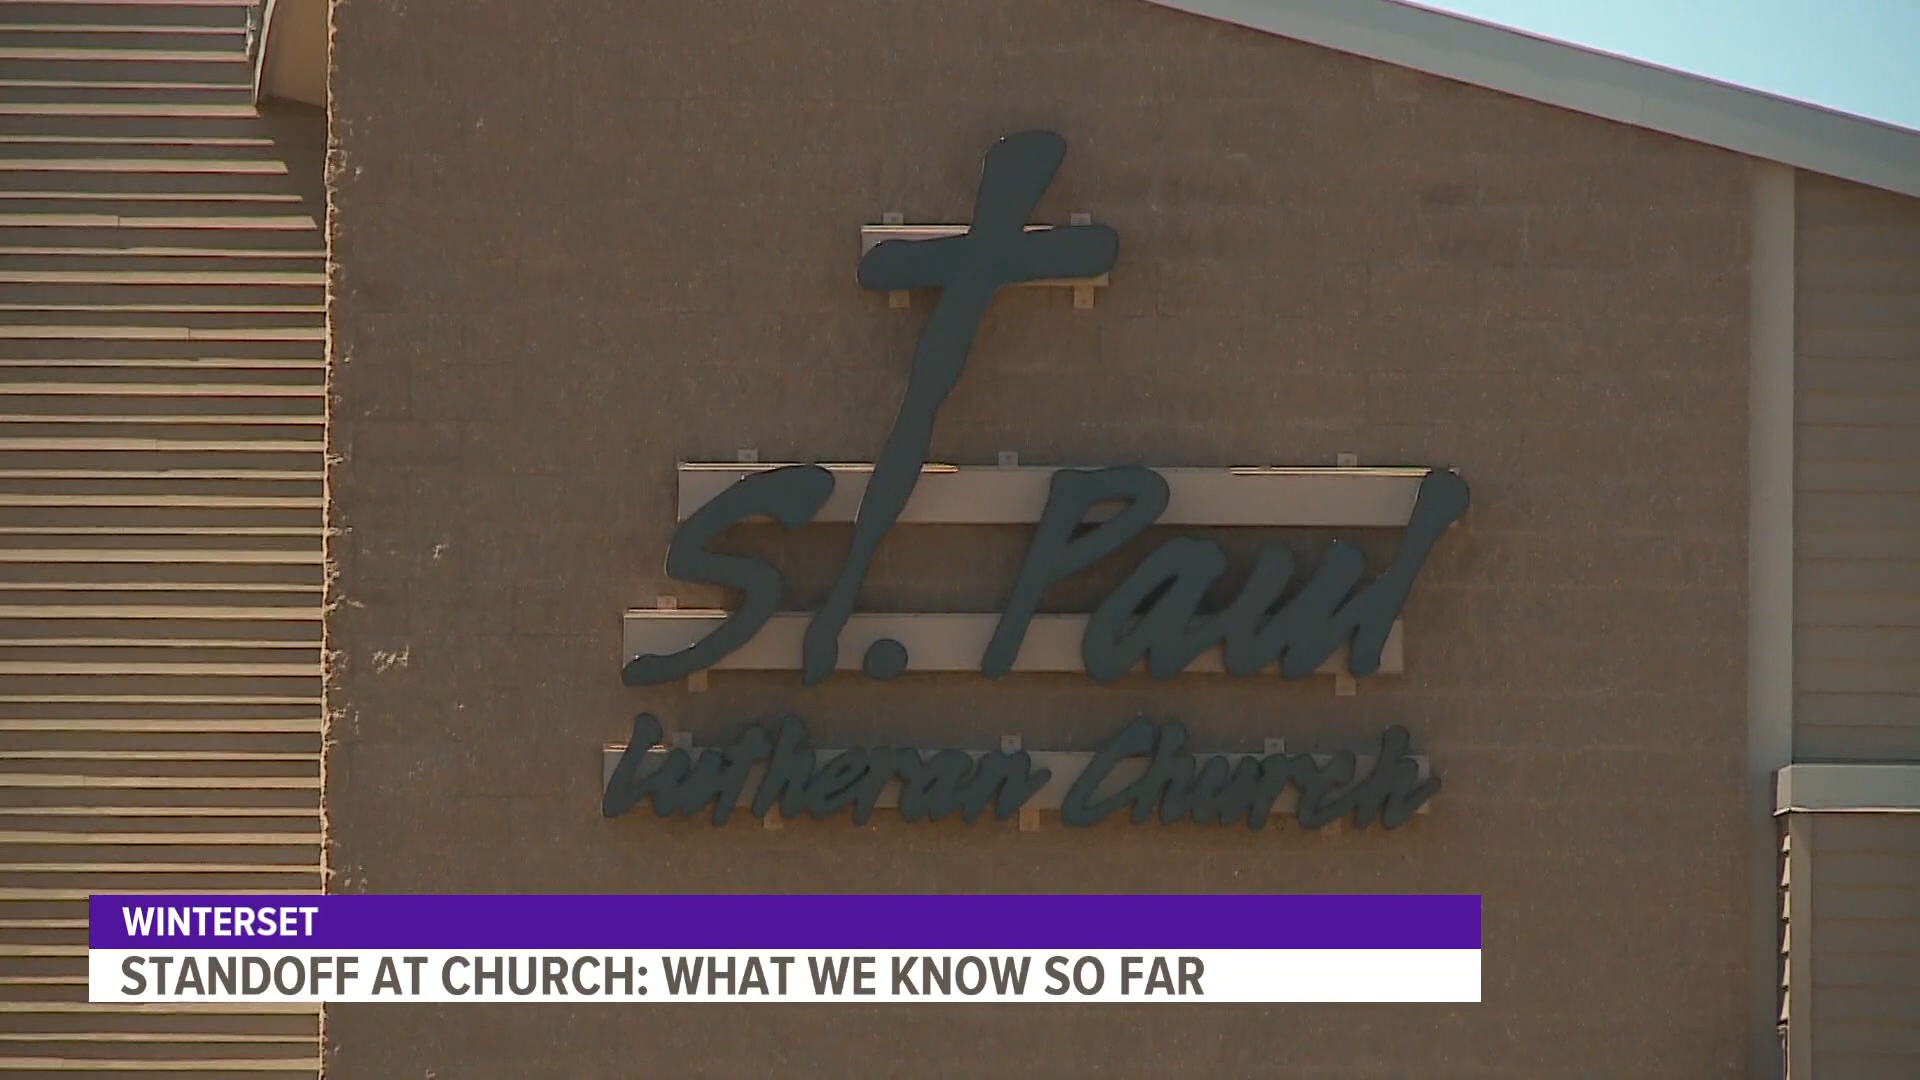 St. Paul
Lutheran Church
WINTERSET
STANDOFF AT CHURCH: WHAT WE KNOW SO FAR